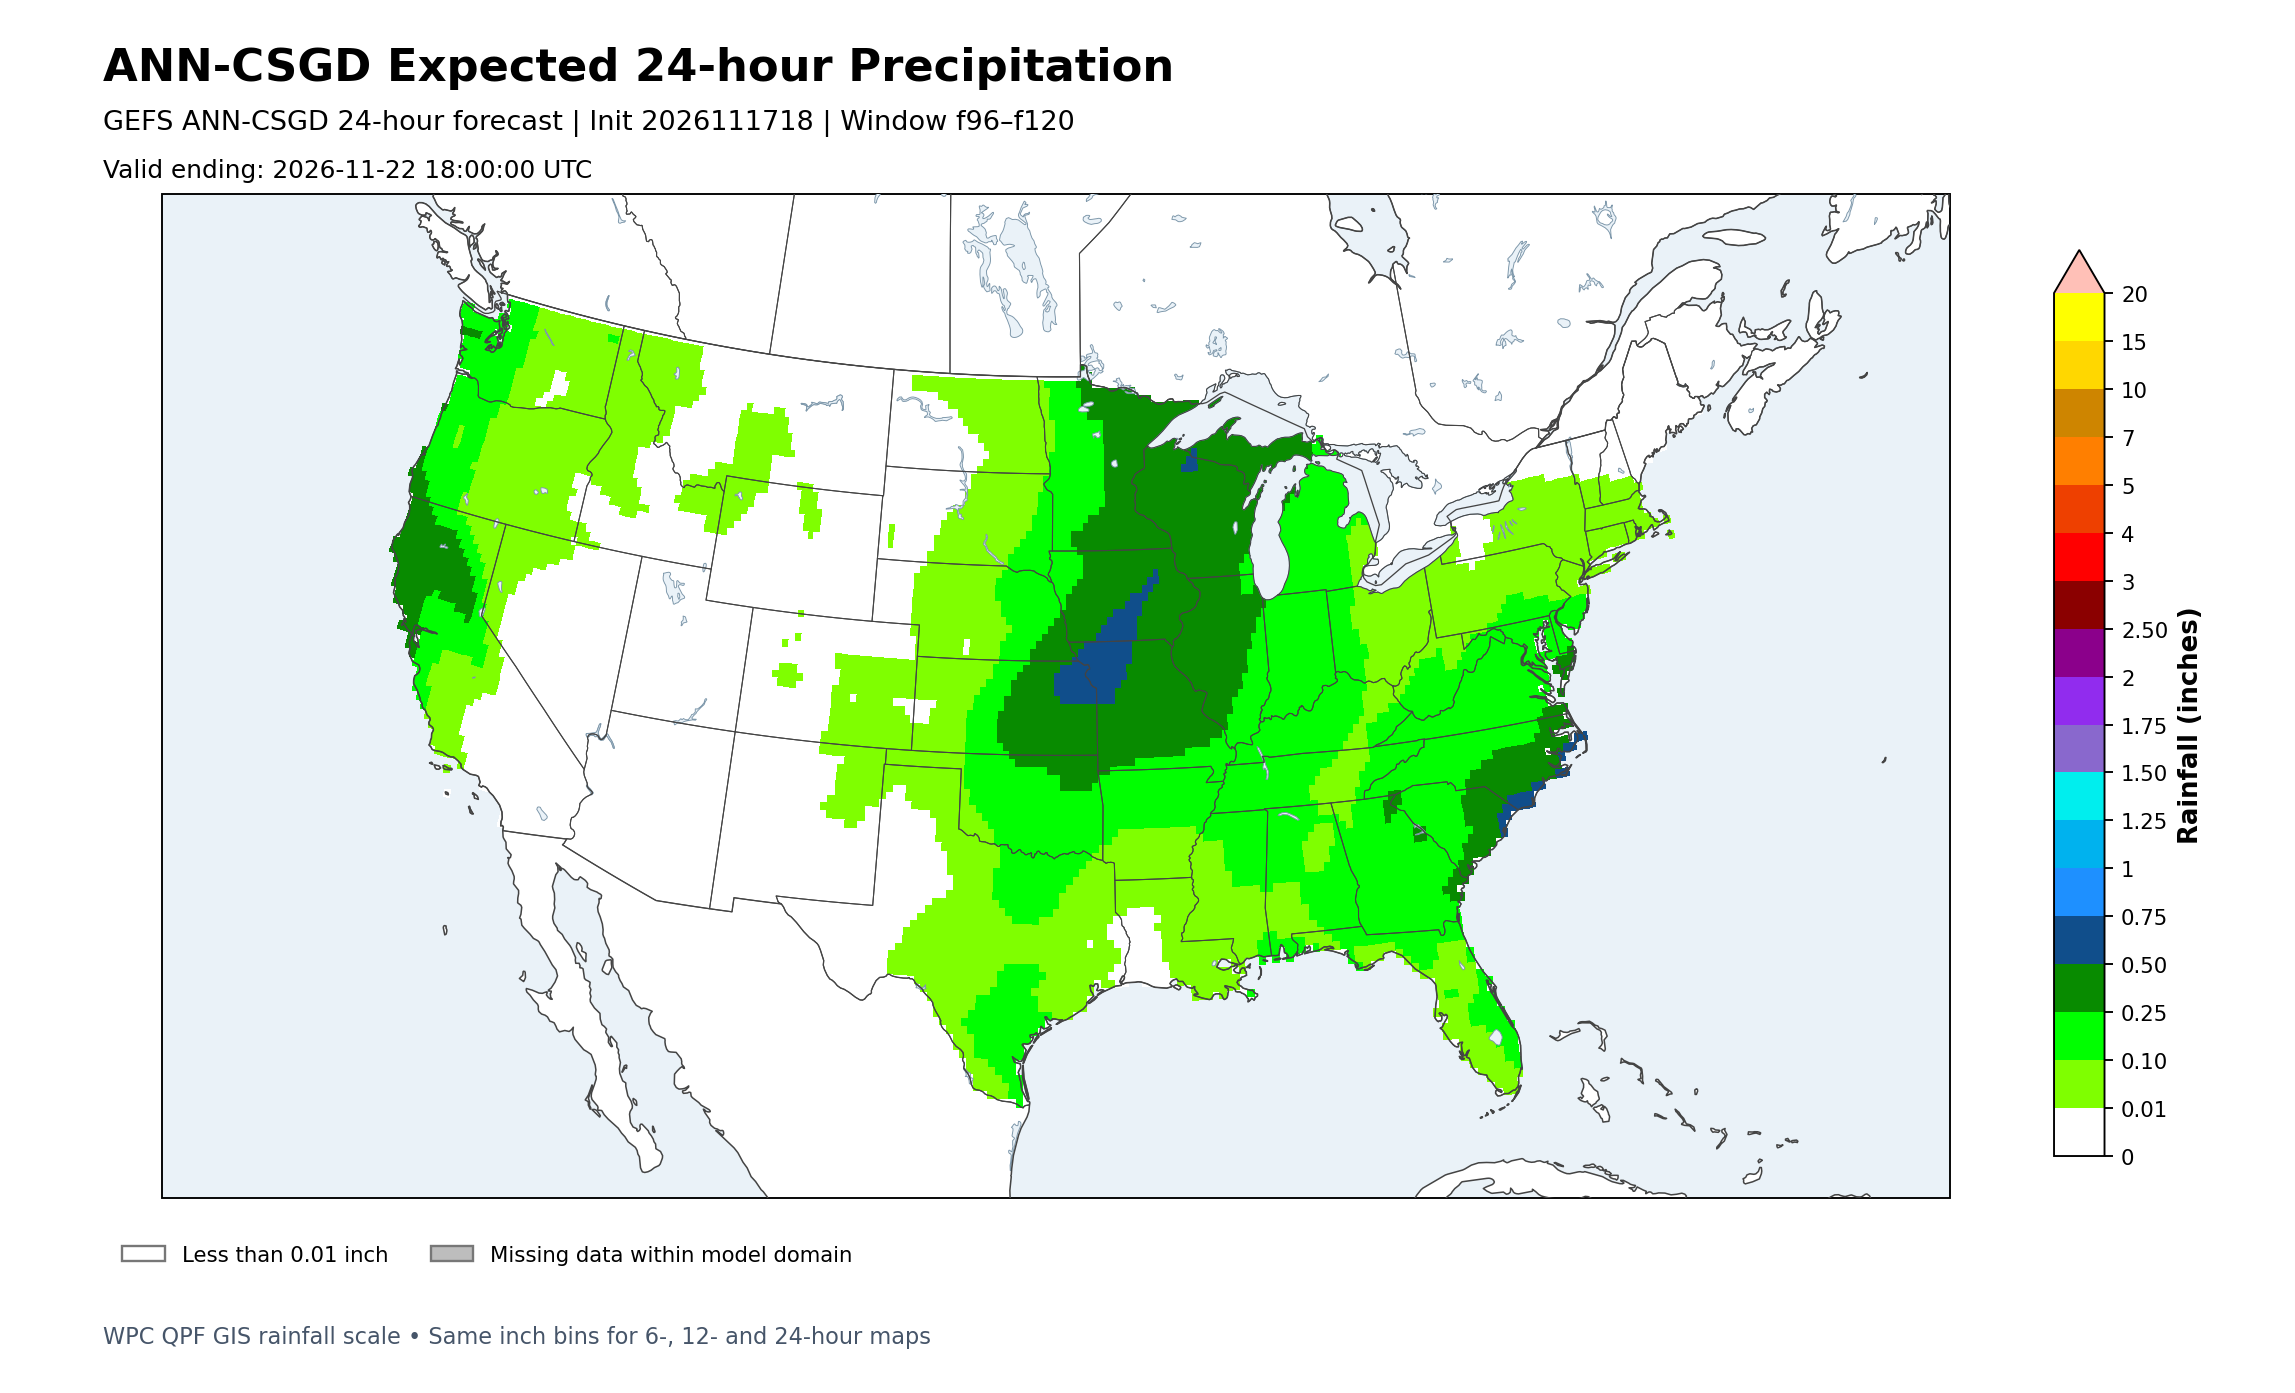 ANN-CSGD Expected 24-hour Precipitation
GEFS ANN-CSGD 24-hour forecast | Init 2026111718 | Window f96–f120
Valid ending: 2026-11-22 18:00:00 UTC
20
15
10
7
5
4
3
2.50
2
1.75
1.50
1.25
1
0.75
0.50
0.25
0.10
0.01
0
Rainfall (inches)
Less than 0.01 inch
Missing data within model domain
WPC QPF GIS rainfall scale • Same inch bins for 6-, 12- and 24-hour maps